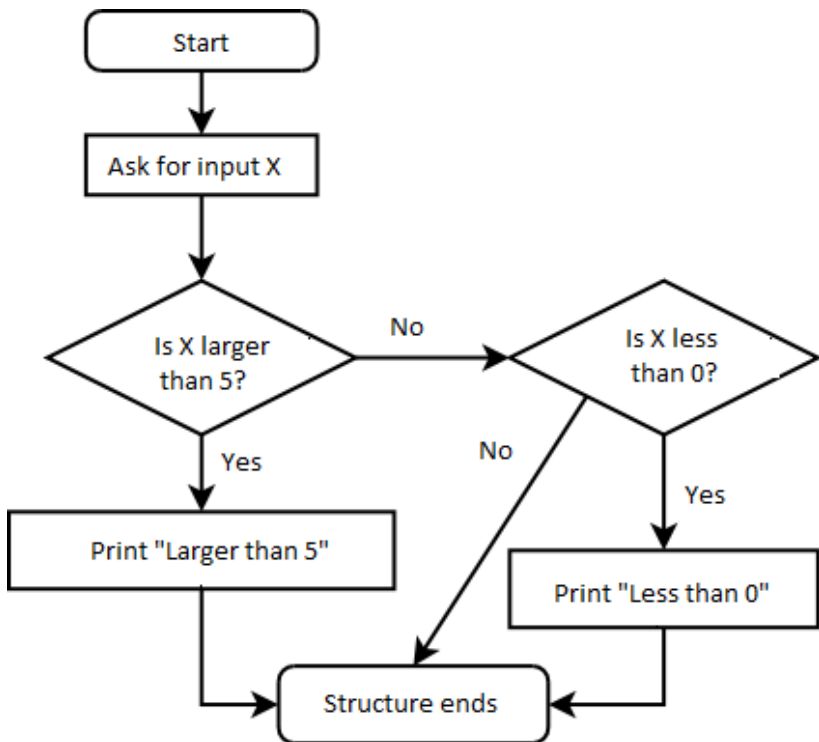 Start
Ask for input X
Is X larger
than 5?
No
Is X less
than 0?
Yes
No
Yes
Print "Larger than 5"
Print "Less than 0"
Structure ends